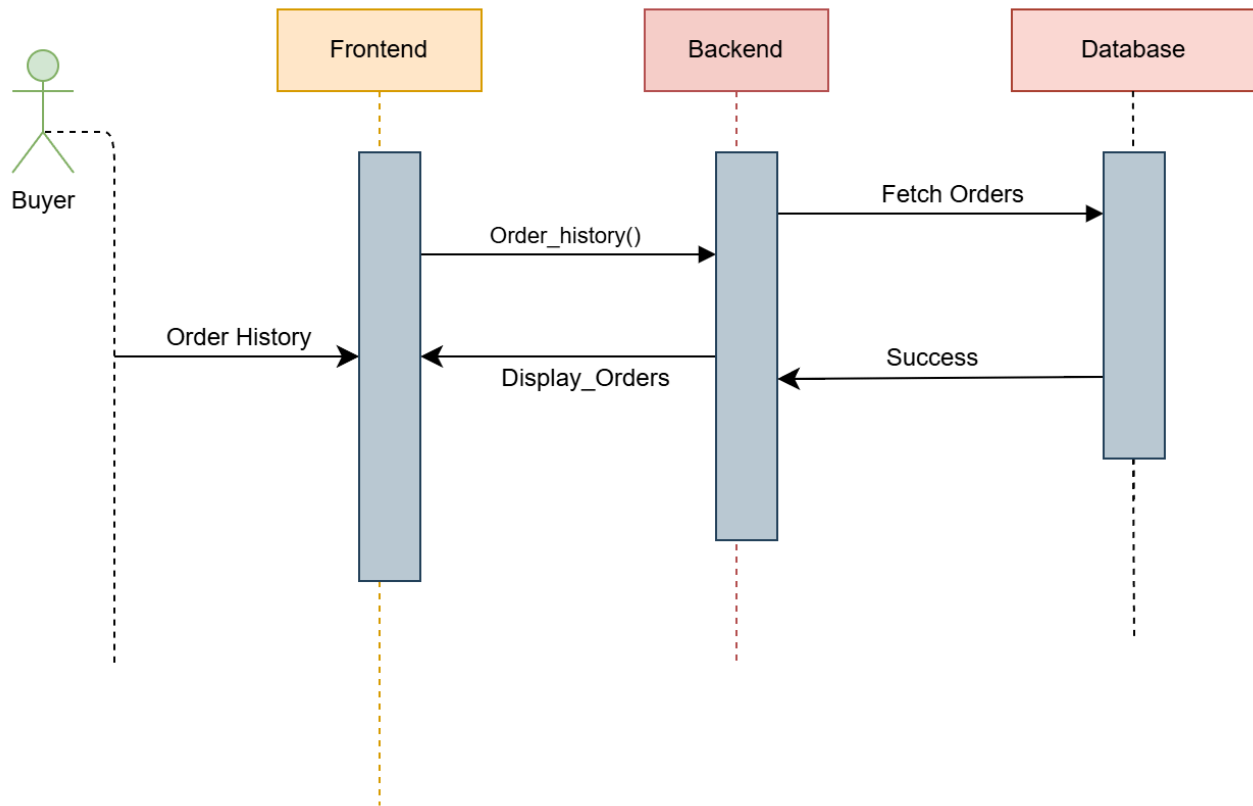 Frontend
Backend
Database
Buyer
Fetch Orders
Order_history()
Order History
Display_Orders
Success